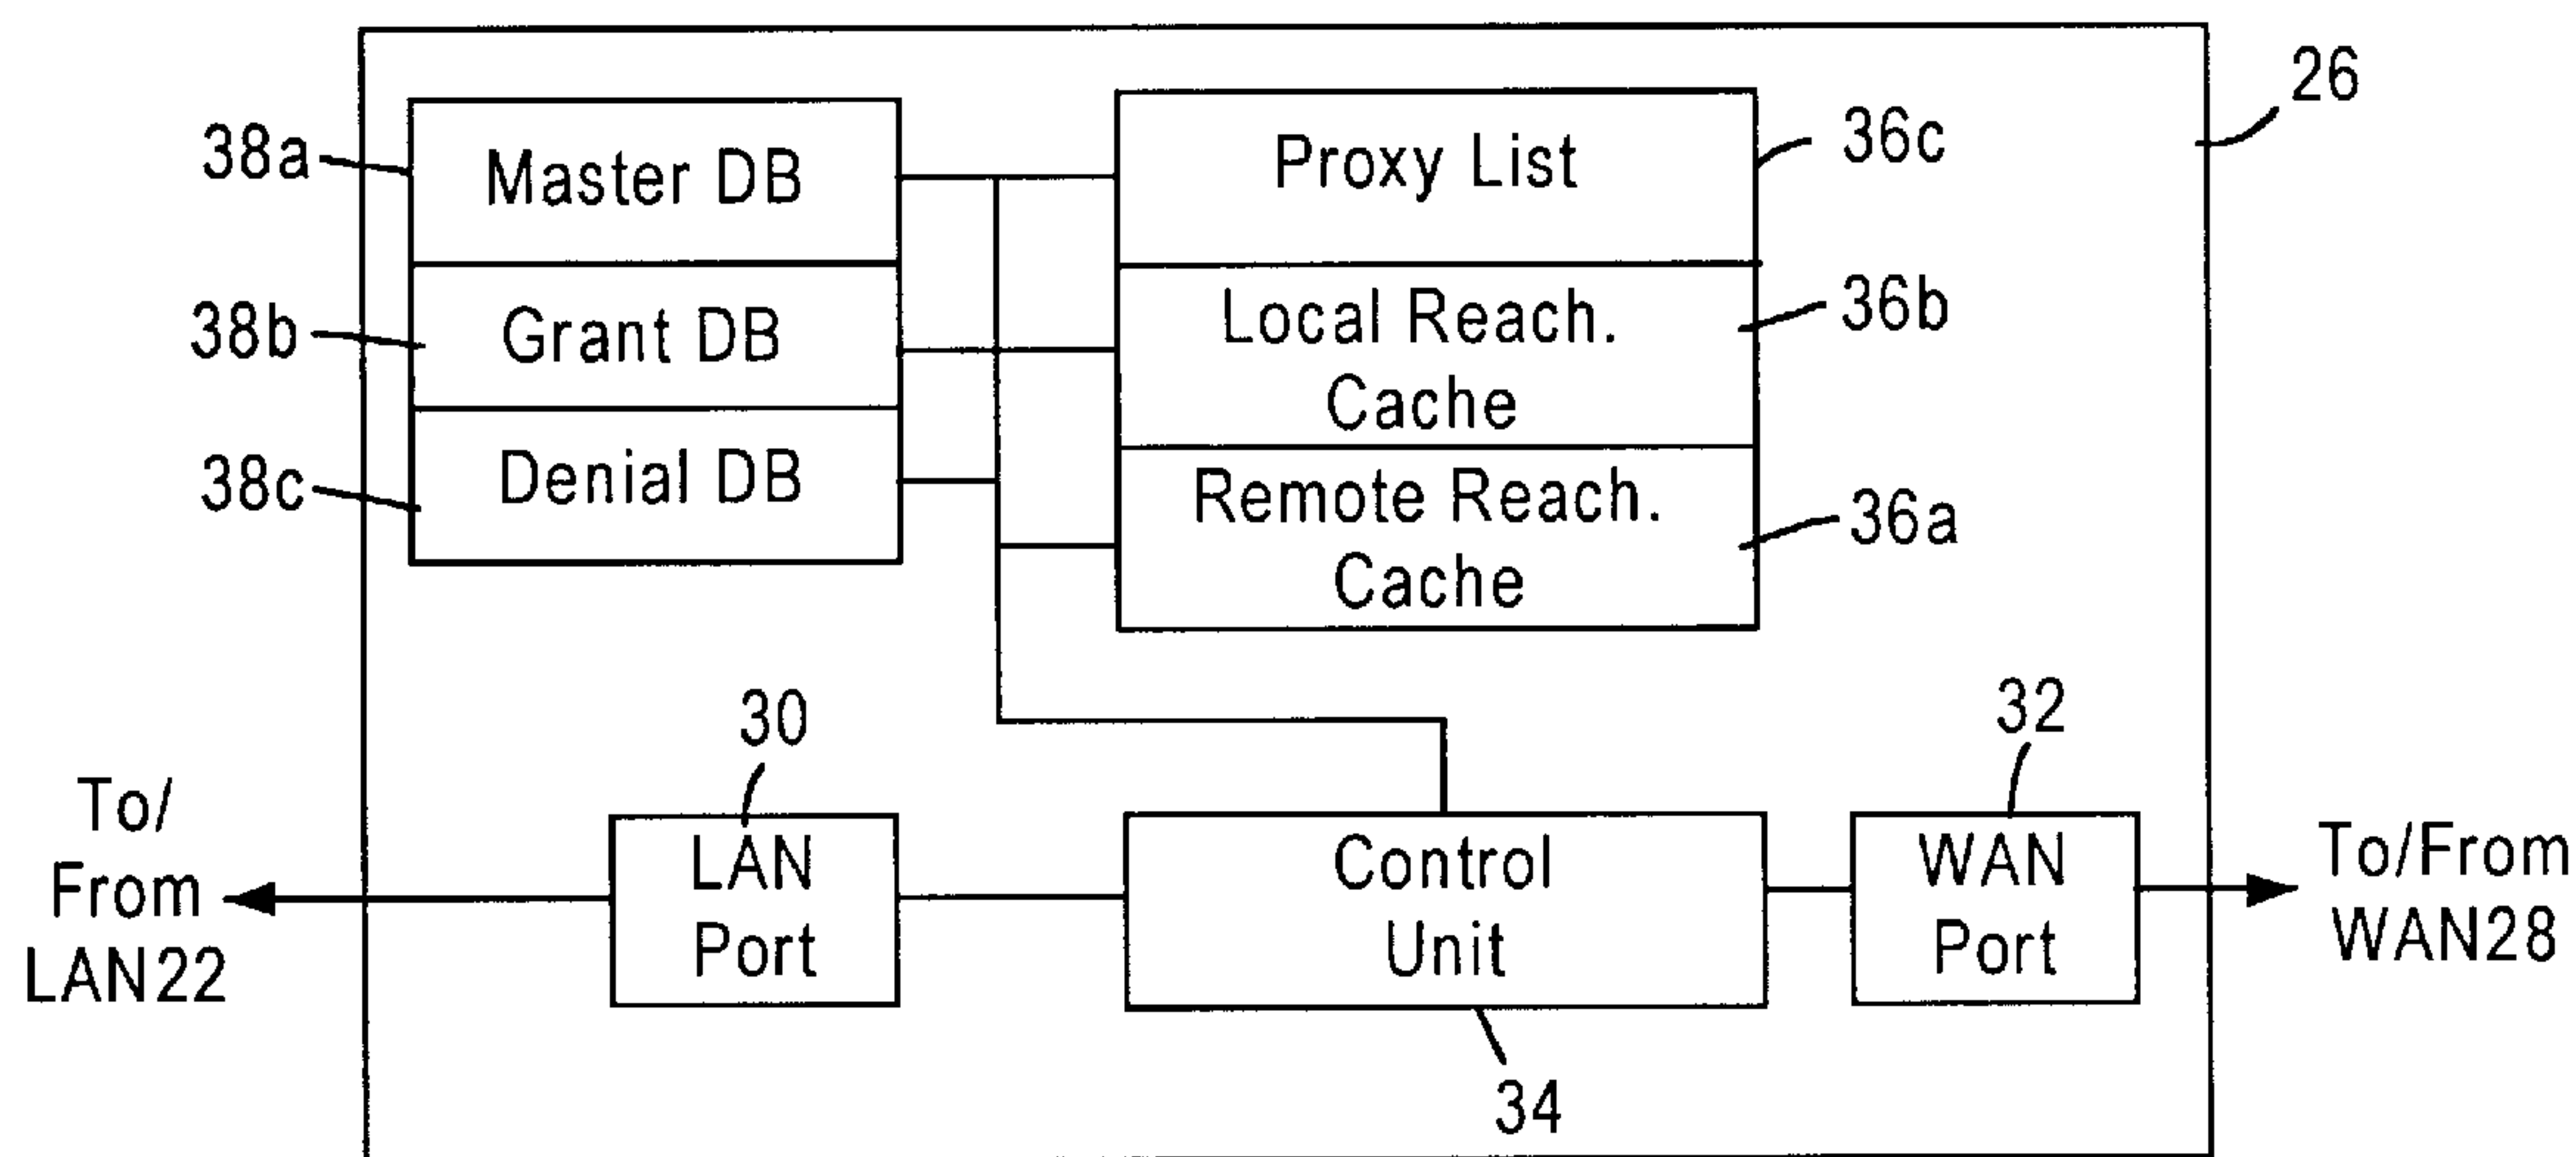 26
38a
Master DB
Proxy List
36c
38b
Grant DB
Local Reach.
Cache
36b
38c
Denial DB
Remote Reach.
Cache
36a
30
32
To/
From
LAN22
LAN
Port
Control
Unit
WAN
Port
To/From
WAN28
34